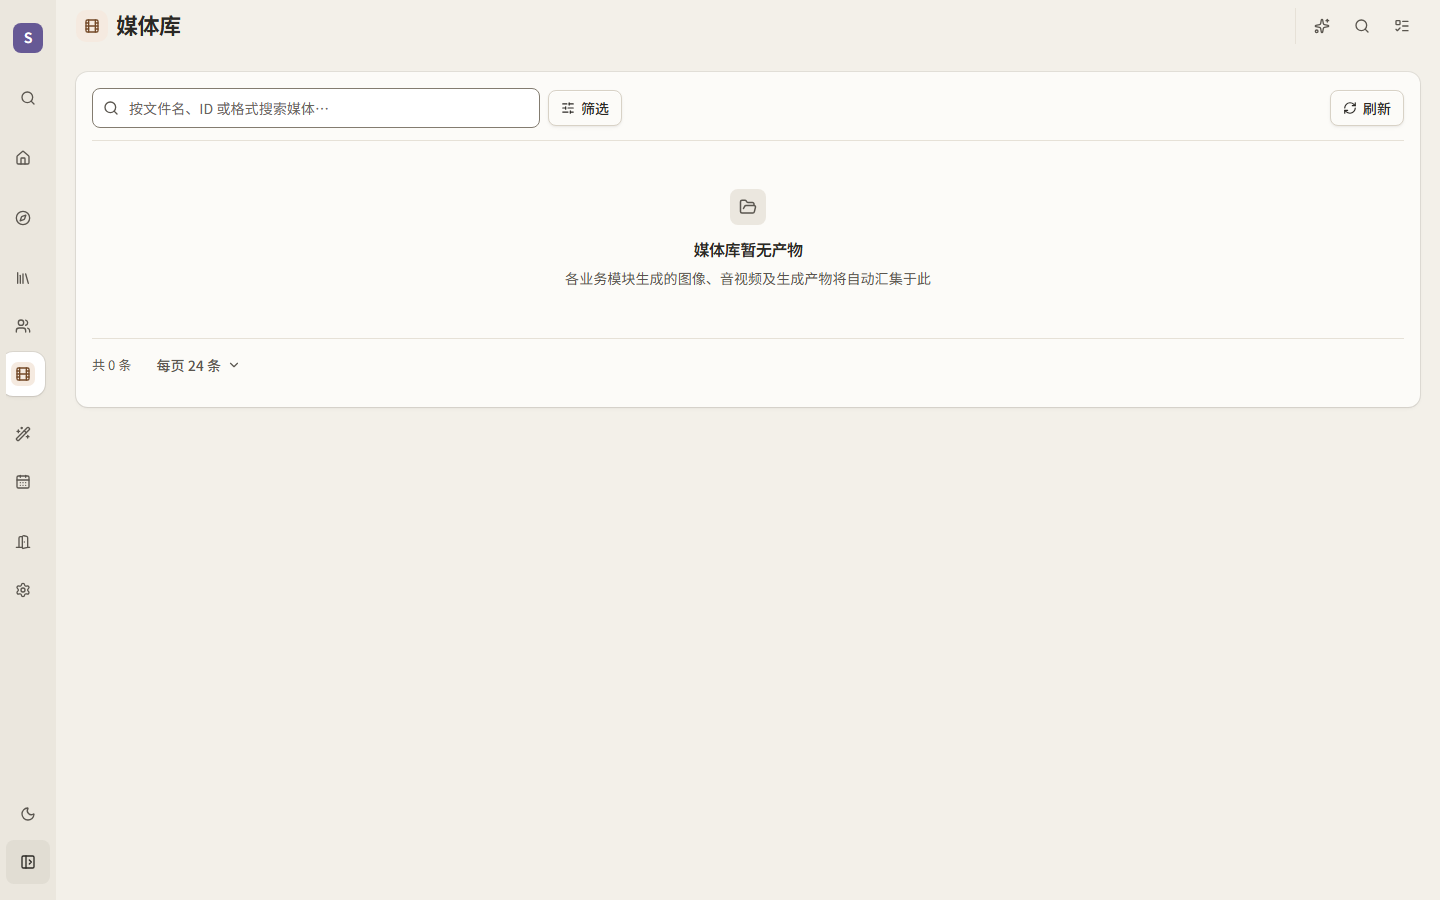 S
媒体库
按文件名、ID 或格式搜索媒体…
筛选
刷新
媒体库暂无产物
各业务模块生成的图像、音视频及生成产物将自动汇集于此
共 0 条
每页 24 条